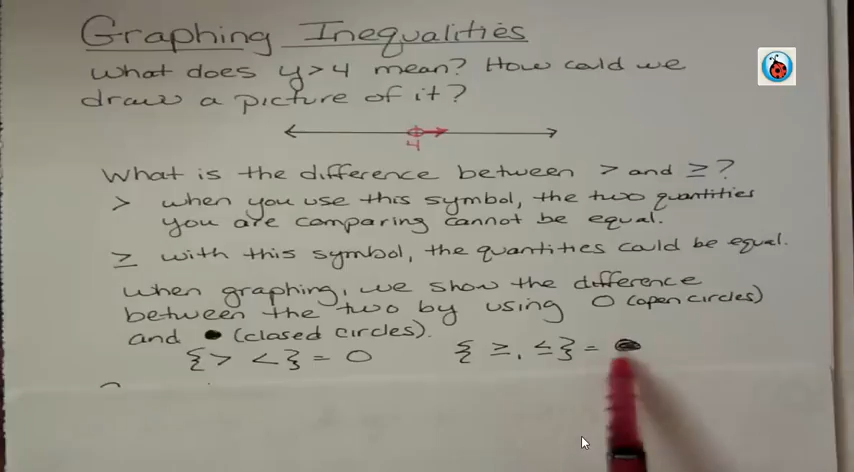 Graphing Inequalities
What does y > 4 mean? How could we
draw a picture of it?
4
What is the difference between > and ≥?
> when you use this symbol, the two quantities
you are comparing cannot be equal.
≥ with this symbol, the quantities could be equal.
When graphing, we show the difference
between the two by using O (open circles)
and ● (closed circles).
{> <} = O {≥, ≤} = ●